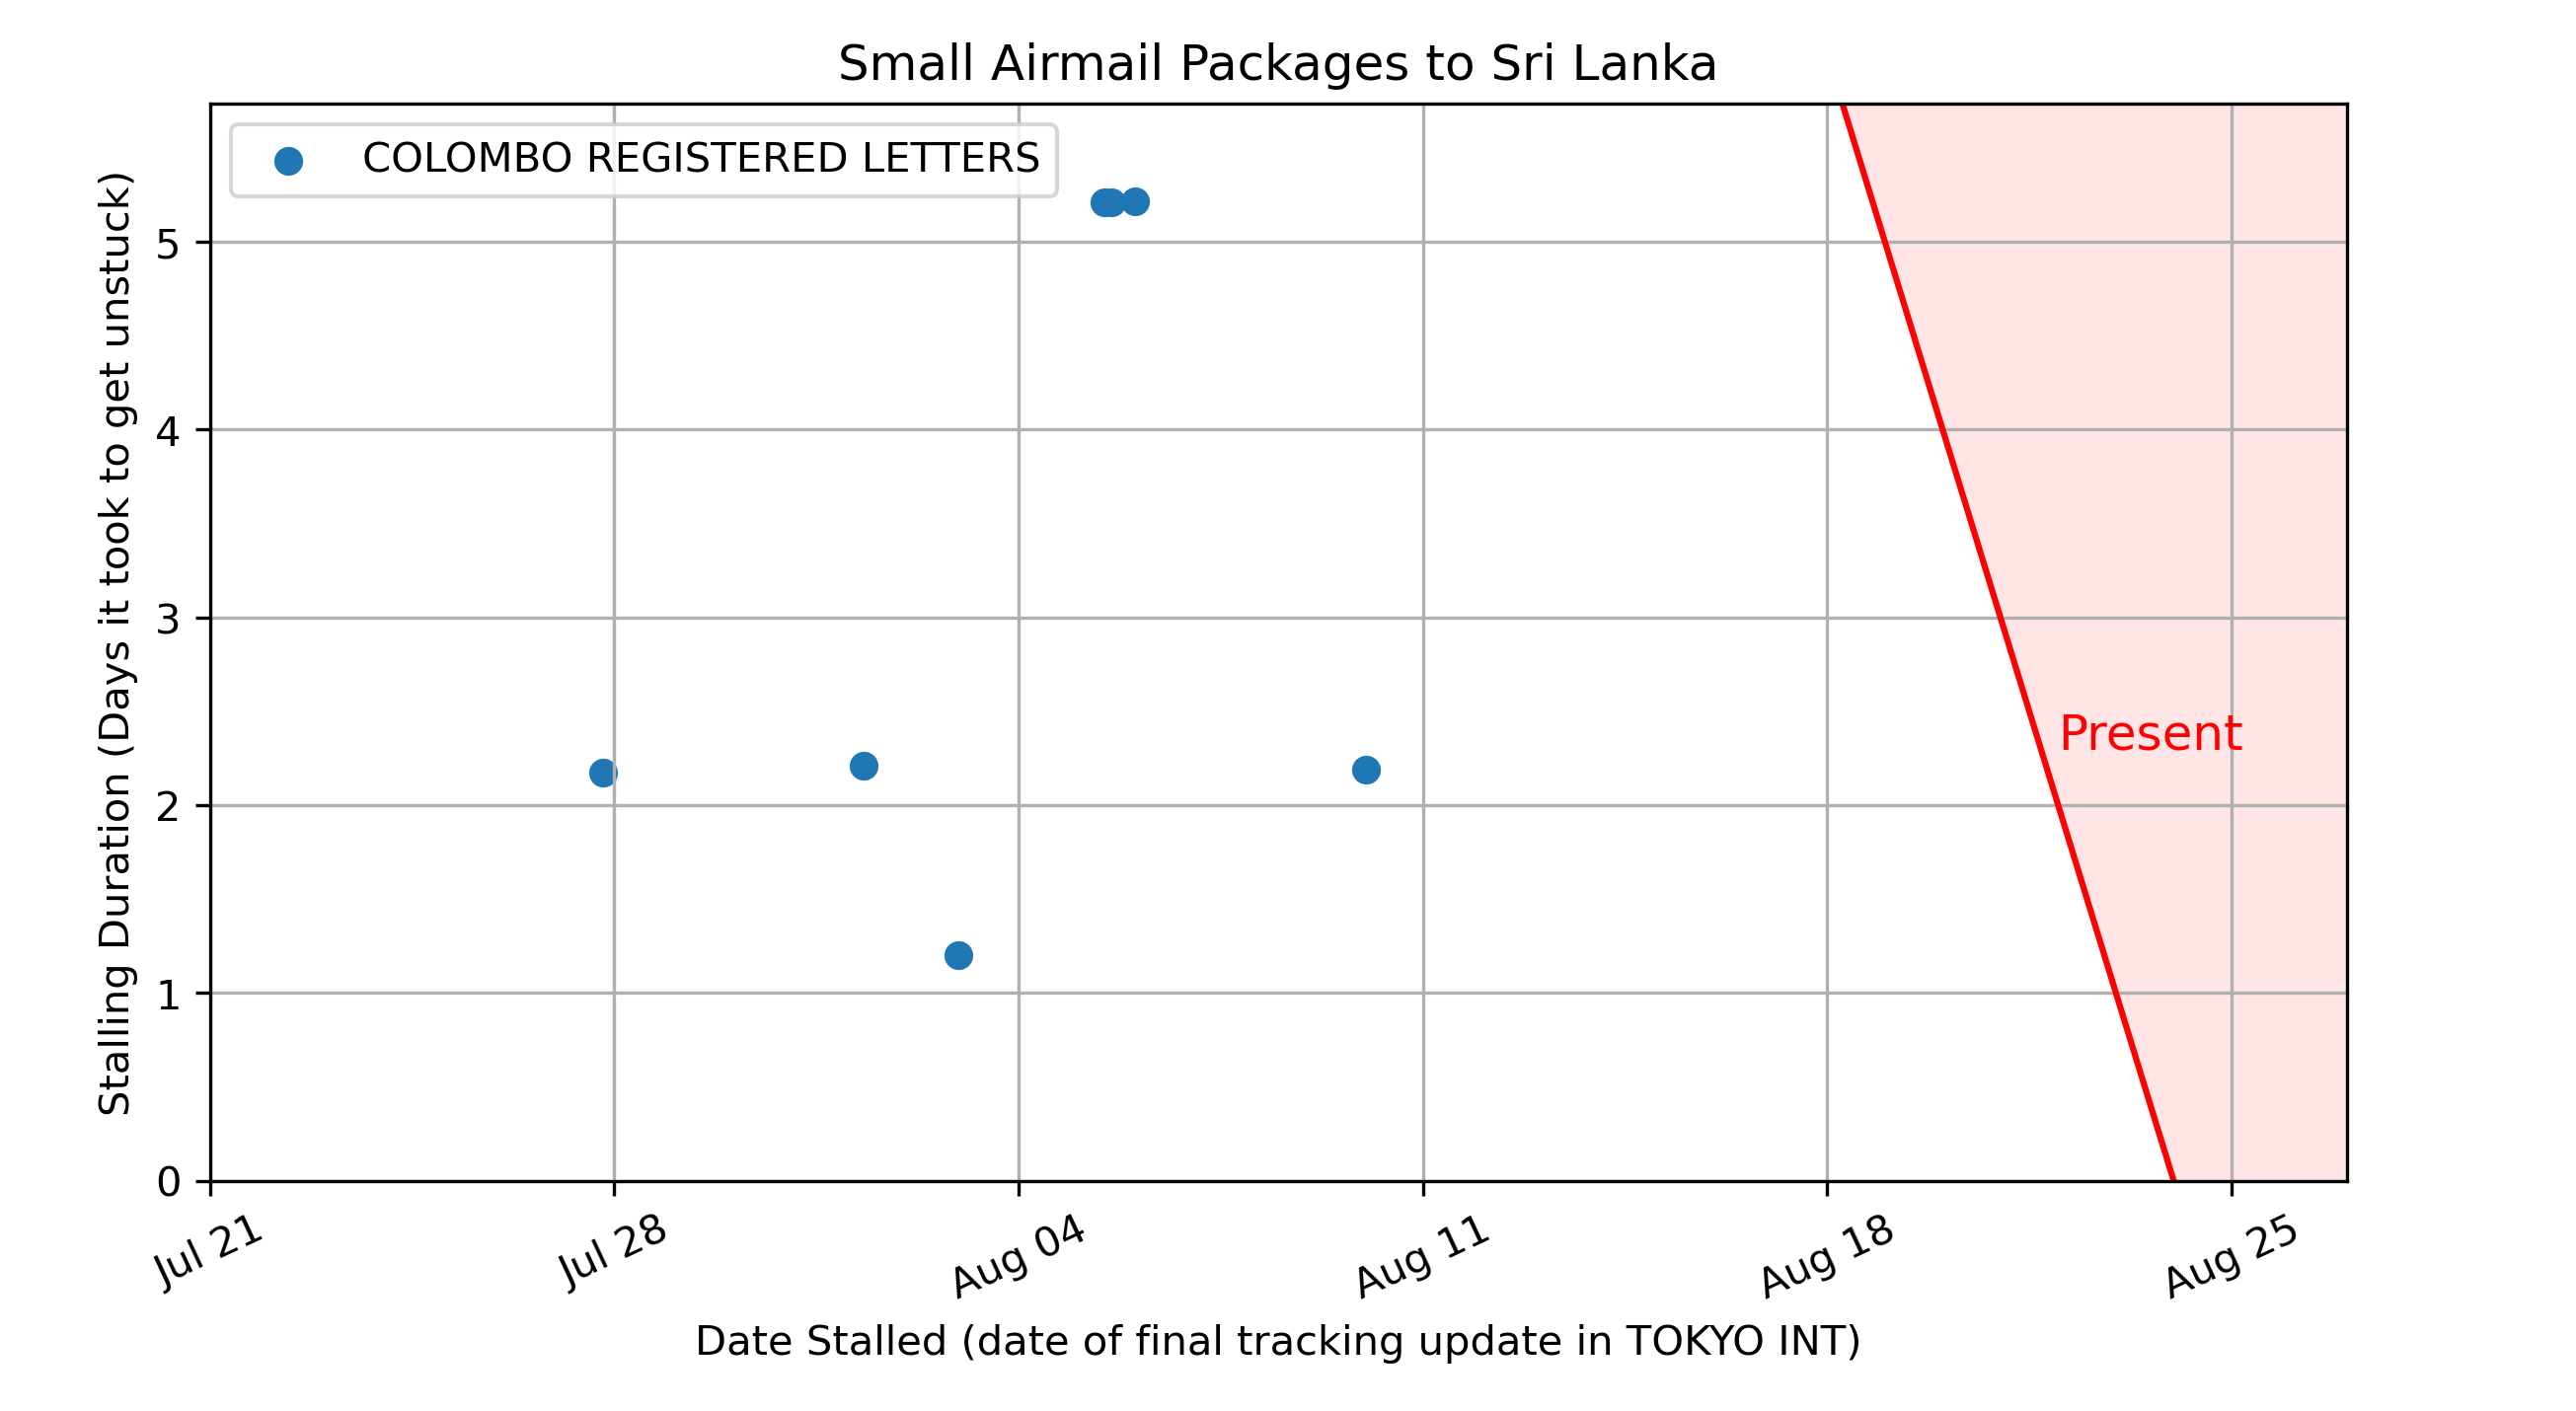 Small Airmail Packages to Sri Lanka
COLOMBO REGISTERED LETTERS
Stalling Duration (Days it took to get unstuck)
5
4
3
2
1
0
Present
Jul 21
Jul 28
Aug 04
Aug 11
Aug 18
Aug 25
Date Stalled (date of final tracking update in TOKYO INT)